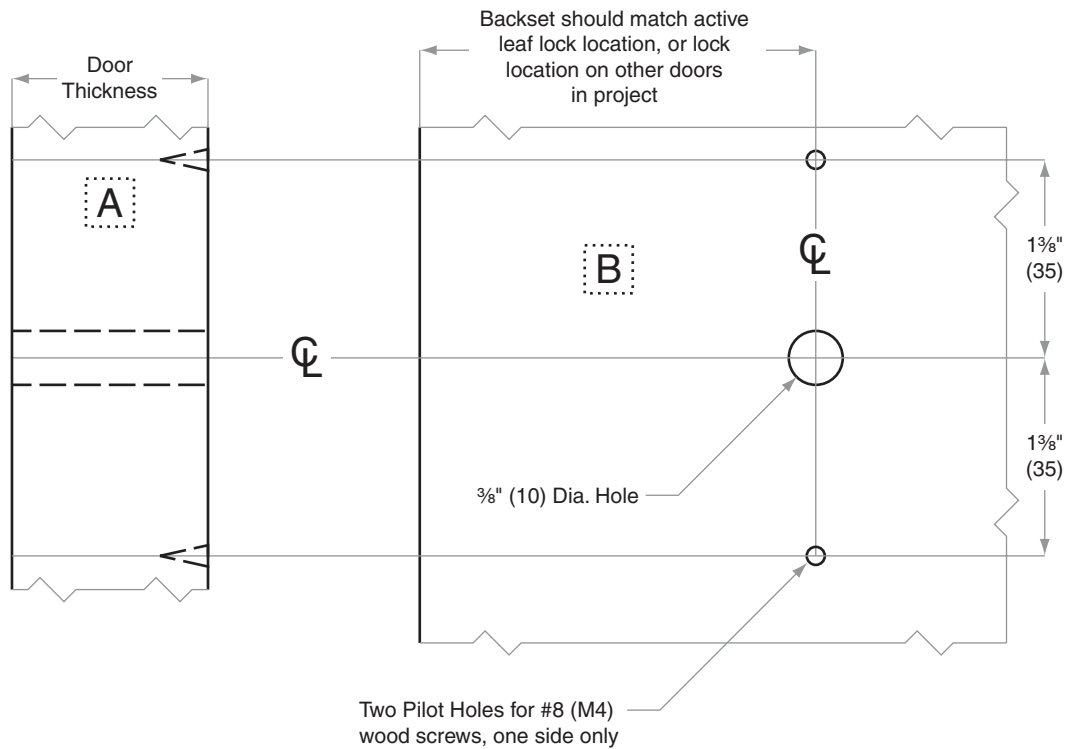 Backset should match active
leaf lock location, or lock
location on other doors
in project
Door
Thickness
A
B
℄
1⅜"
(35)
℄
1⅜"
(35)
⅜" (10) Dia. Hole
Two Pilot Holes for #8 (M4)
wood screws, one side only